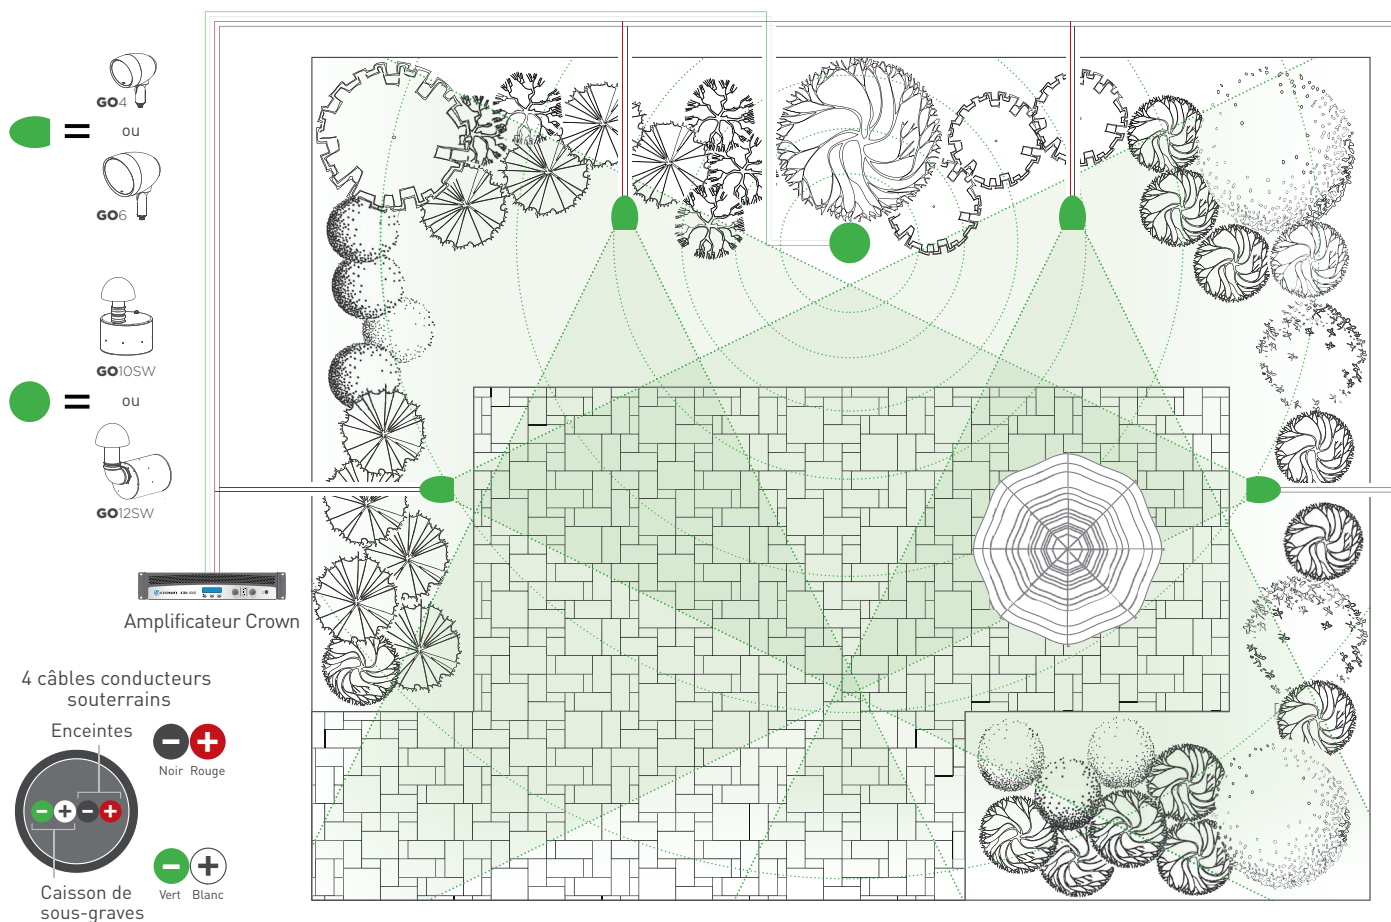 GO4
ou
GO6
GO10SW
ou
GO12SW
CROWN
Amplificateur Crown
4 câbles conducteurs
souterrains
Enceintes
Noir Rouge
Vert Blanc
Caisson de
sous-graves